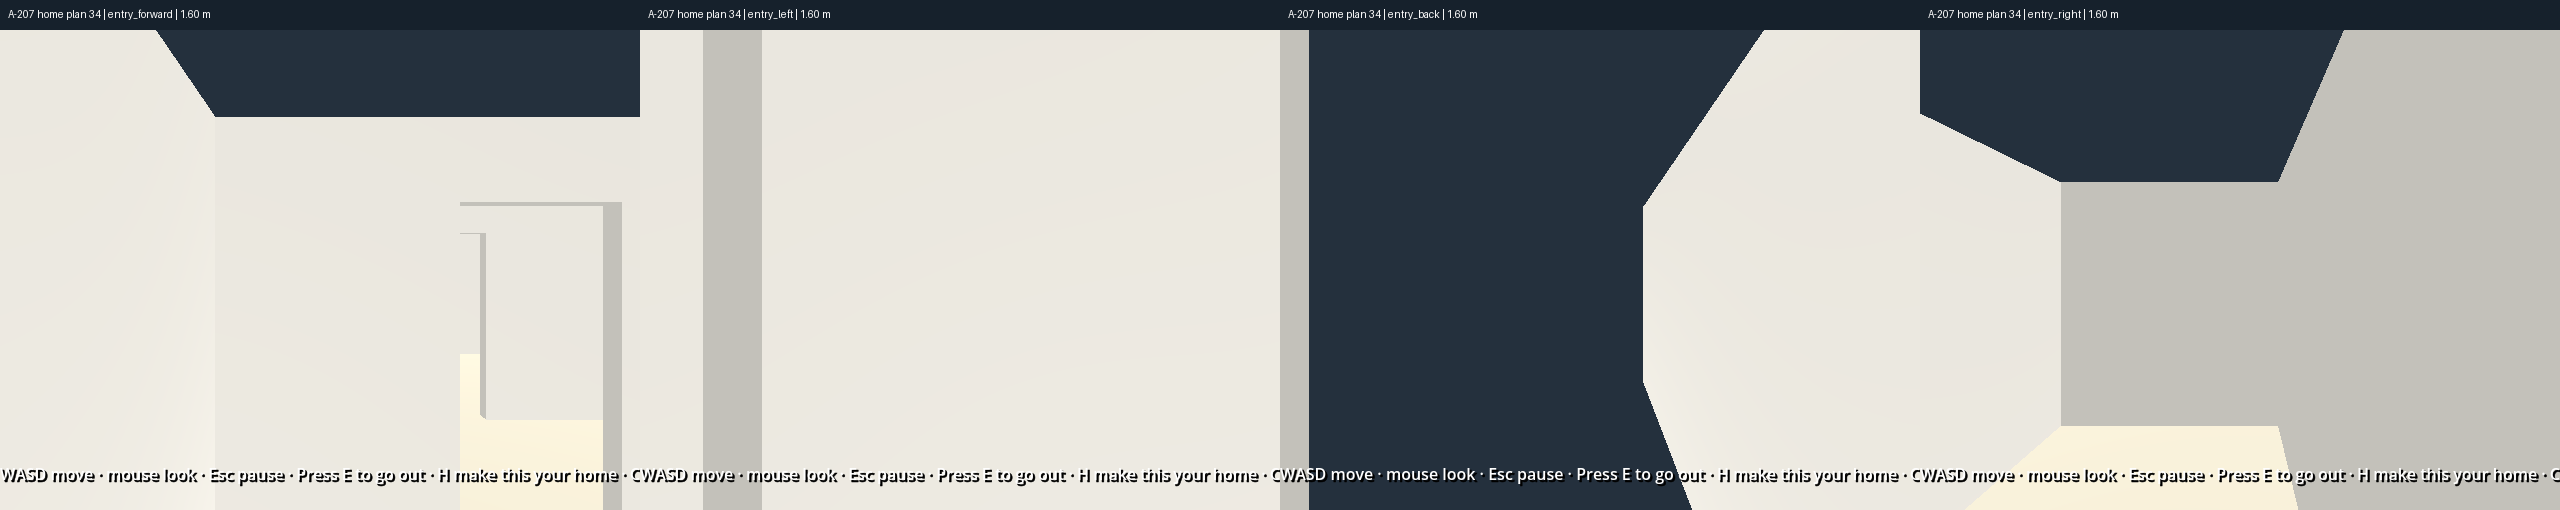 A-207 home plan 34 | entry_forward | 1.60 m
A-207 home plan 34 | entry_left | 1.60 m
A-207 home plan 34 | entry_back | 1.60 m
A-207 home plan 34 | entry_right | 1.60 m
WASD move · mouse look · Esc pause · Press E to go out · H make this your home · C
WASD move · mouse look · Esc pause · Press E to go out · H make this your home · C
WASD move · mouse look · Esc pause · Press E to go out · H make this your home · C
WASD move · mouse look · Esc pause · Press E to go out · H make this your home · C